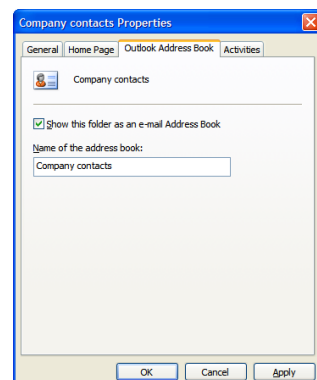 Company contacts Properties
General Home Page Outlook Address Book Activities
Company contacts
Show this folder as an e-mail Address Book
Name of the address book:
Company contacts
OK Cancel Apply